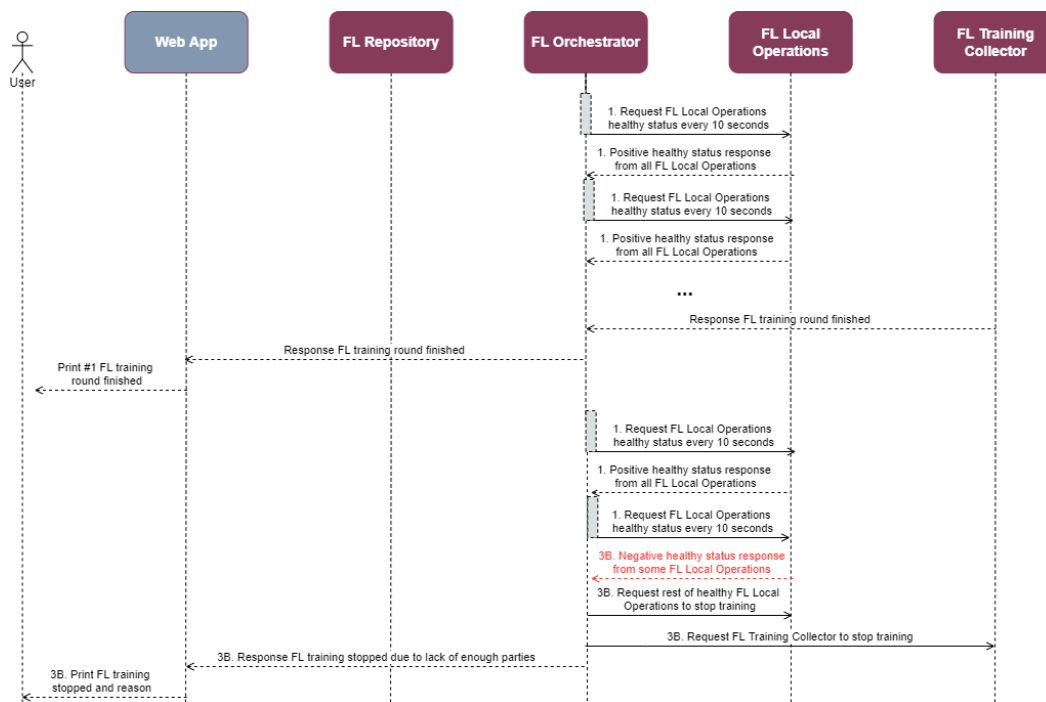 Web App
FL Repository
FL Orchestrator
FL Local
Operations
FL Training
Collector
User
1. Request FL Local Operations
healthy status every 10 seconds
1. Positive healthy status response
from all FL Local Operations
1. Request FL Local Operations
healthy status every 10 seconds
1. Positive healthy status response
from all FL Local Operations
...
Response FL training round finished
Response FL training round finished
Print #1 FL training
round finished
1. Request FL Local Operations
healthy status every 10 seconds
1. Positive healthy status response
from all FL Local Operations
1. Request FL Local Operations
healthy status every 10 seconds
3B. Negative healthy status response
from some FL Local Operations
3B. Request rest of healthy FL Local
Operations to stop training
3B. Request FL Training Collector to stop training
3B. Response FL training stopped due to lack of enough parties
3B. Print FL training
stopped and reason